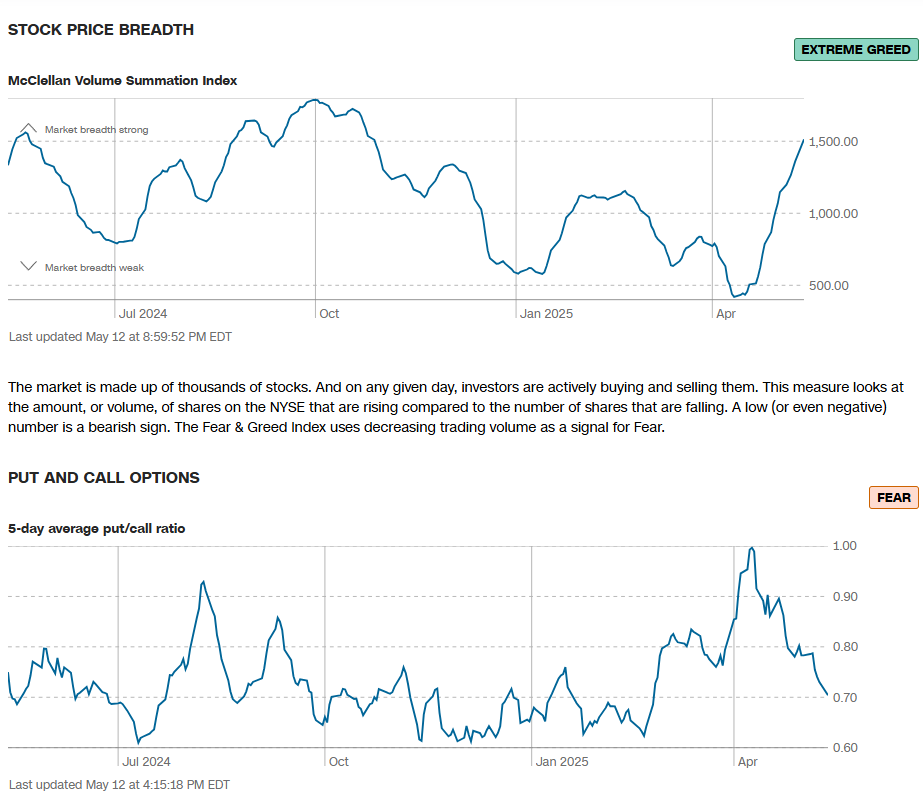 STOCK PRICE BREADTH
EXTREME GREED
McClellan Volume Summation Index
Market breadth strong
1,500.00
1,000.00
Market breadth weak
500.00
Jul 2024
Oct
Jan 2025
Apr
Last updated May 12 at 8:59:52 PM EDT
The market is made up of thousands of stocks. And on any given day, investors are actively buying and selling them. This measure looks at
the amount, or volume, of shares on the NYSE that are rising compared to the number of shares that are falling. A low (or even negative)
number is a bearish sign. The Fear & Greed Index uses decreasing trading volume as a signal for Fear.
PUT AND CALL OPTIONS
FEAR
5-day average put/call ratio
1.00
0.90
0.80
0.70
0.60
Jul 2024
Oct
Jan 2025
Apr
Last updated May 12 at 4:15:18 PM EDT